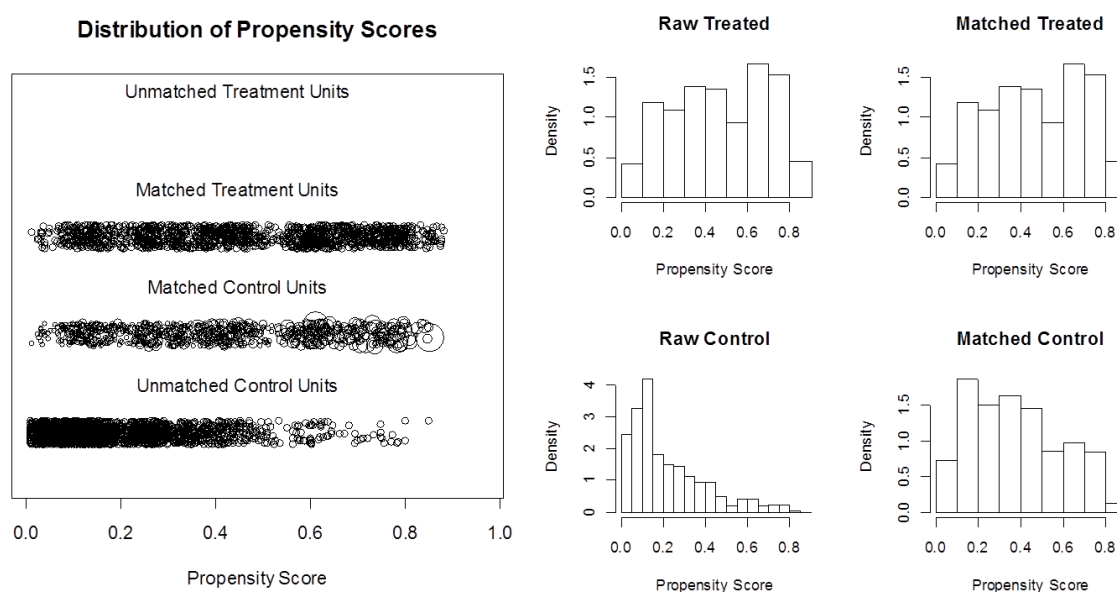 Distribution of Propensity Scores
Unmatched Treatment Units
Matched Treatment Units
Matched Control Units
Unmatched Control Units
0.0 0.2 0.4 0.6 0.8 1.0
Propensity Score
Raw Treated
Density
0.0 0.5 1.0 1.5
0.0 0.2 0.4 0.6 0.8
Propensity Score
Matched Treated
Density
0.0 0.5 1.0 1.5
0.0 0.2 0.4 0.6 0.8
Propensity Score
Raw Control
Density
0 1 2 3 4
0.0 0.2 0.4 0.6 0.8
Propensity Score
Matched Control
Density
0.0 0.5 1.0 1.5
0.0 0.2 0.4 0.6 0.8
Propensity Score